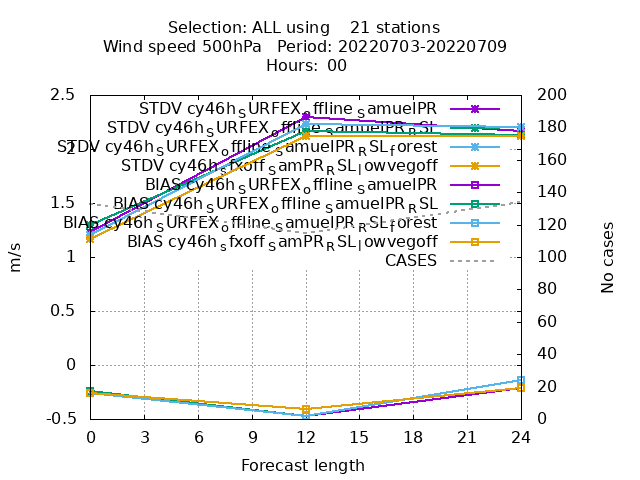 Selection: ALL using 21 stations
Wind speed 500hPa Period: 20220703-20220709
Hours: 00
2.5
2
1.5
1
0.5
0
-0.5
m/s
STDV cy46h_SURFEX_offline_SamuelPR
STDV cy46h_SURFEX_offline_SamuelPR_RSL
STDV cy46h_SURFEX_offline_SamuelPR_RSL_forest
STDV cy46h_sfxoff_SamPR_RSL_lowvegoff
BIAS cy46h_SURFEX_offline_SamuelPR
BIAS cy46h_SURFEX_offline_SamuelPR_RSL
BIAS cy46h_SURFEX_offline_SamuelPR_RSL_forest
BIAS cy46h_sfxoff_SamPR_RSL_lowvegoff
CASES
200
180
160
140
120
100
80
60
40
20
0
No cases
0 3 6 9 12 15 18 21 24
Forecast length